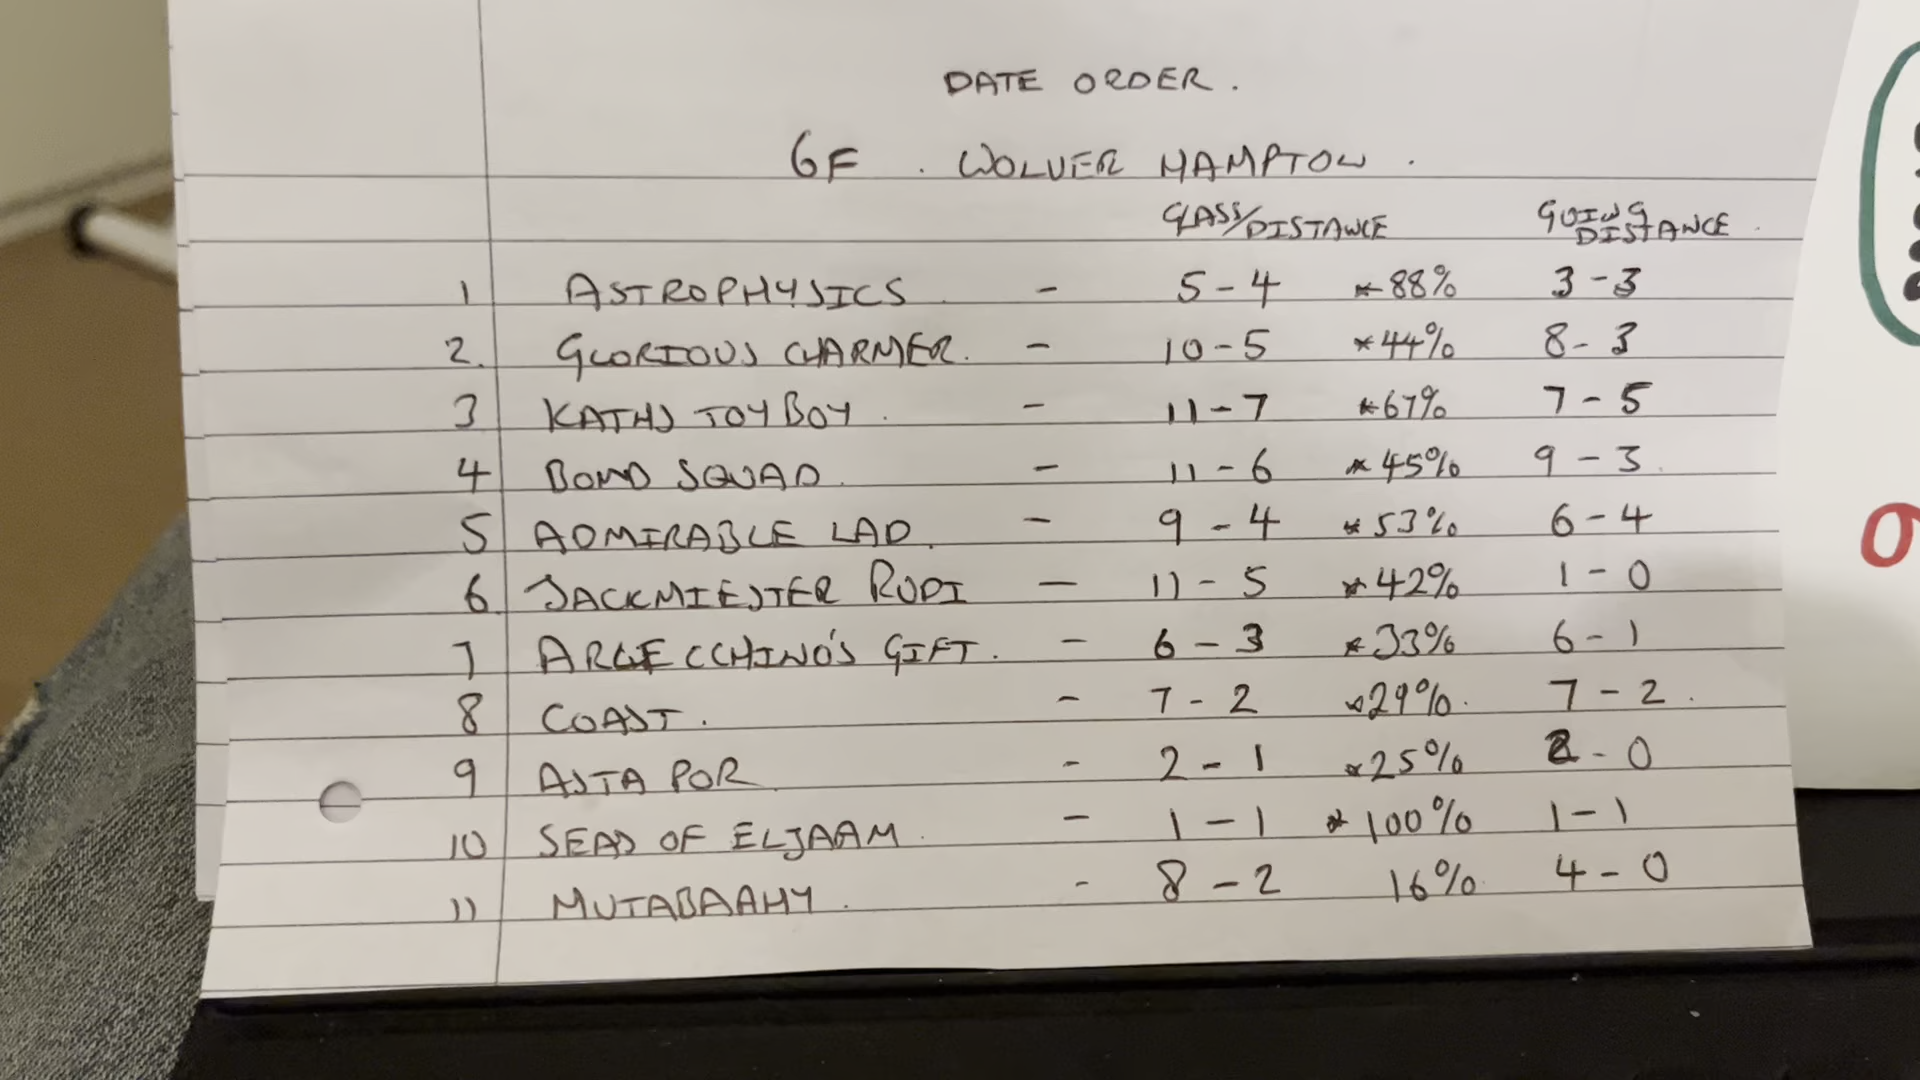 DATE ORDER.
6F . WOLVER HAMPTON .
CLASS/DISTANCE GOING DISTANCE .
1 ASTROPHYSICS - 5-4 *88% 3-3
2. GLORIOUS CHARMER. - 10-5 *44% 8-3
3 KATHS TOYBOY . - 11-7 *67% 7-5
4 BOND SQUAD. - 11-6 *45% 9-3.
5 ADMIRABLE LAD. - 9-4 *53% 6-4
6. JACKMIESTER RUDI - 11-5 *42% 1-0
7 ARLECCHINO'S GIFT. - 6-3 *33% 6-1
8 COAST. - 7-2 *29%. 7-2.
9 ASTA POR - 2-1 *25% 2-0
10 SEAS OF ELJAAM. - 1-1 *100% 1-1
11 MUTABAAHY. - 8-2 16% 4-0